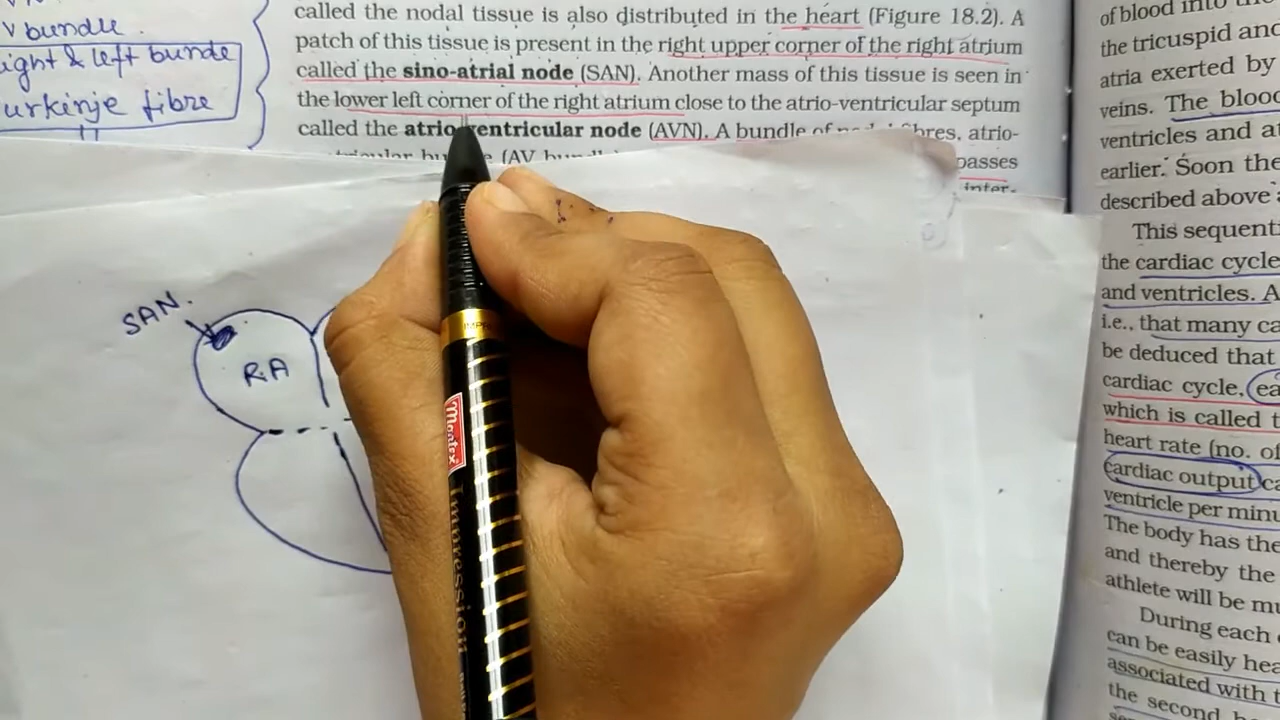 V bundle.
ight & left bunde
urkinje fibre
called the nodal tissue is also distributed in the heart (Figure 18.2). A
patch of this tissue is present in the right upper corner of the right atrium
called the sino-atrial node (SAN). Another mass of this tissue is seen in
the lower left corner of the right atrium close to the atrio-ventricular septum
called the atrio ventricular node (AVN). A bundle of fibres, atrio-
(AV passes
inter-
SAN.
R.A
Montex
Impression
of blood into
the tricuspid and
atria exerted by
veins. The blood
ventricles and a
earlier. Soon the
described above
This sequenti
the cardiac cycle
and ventricles. A
i.e., that many ca
be deduced that
cardiac cycle, ea
which is called t
heart rate (no. of
cardiac output ca
ventricle per minu
The body has the
and thereby the
athlete will be mu
During each
can be easily hea
associated with t
the second